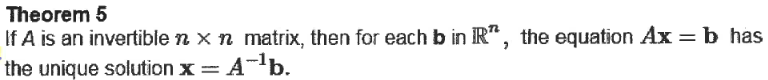 Theorem 5
If A is an invertible n × n matrix, then for each b in ℝⁿ, the equation Ax = b has
the unique solution x = A⁻¹b.